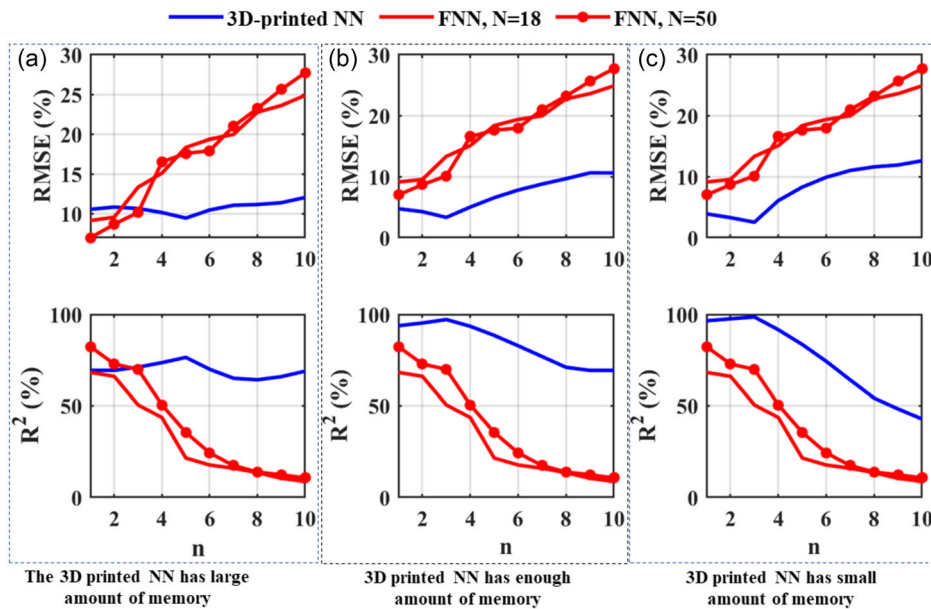 3D-printed NN FNN, N=18 FNN, N=50
(a)
30
25
20
15
10
RMSE (%)
2 4 6 8 10
(b)
30
20
10
0
RMSE (%)
2 4 6 8 10
(c)
30
20
10
0
RMSE (%)
2 4 6 8 10
100
50
0
R² (%)
2 4 6 8 10
n
100
50
0
R² (%)
2 4 6 8 10
n
100
50
0
R² (%)
2 4 6 8 10
n
The 3D printed NN has large
amount of memory
3D printed NN has enough
amount of memory
3D printed NN has small
amount of memory